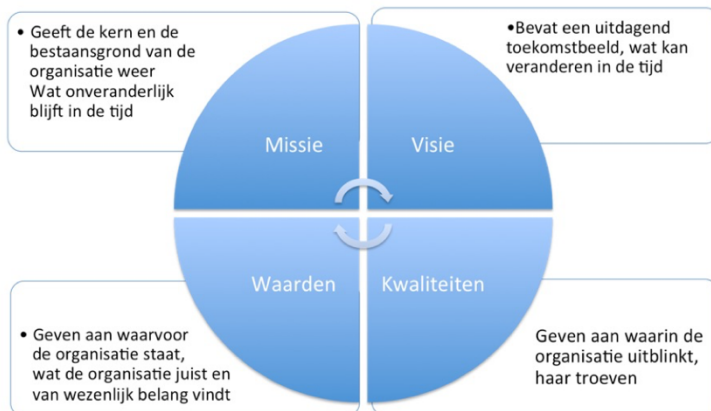 • Geeft de kern en de
bestaansgrond van de
organisatie weer
Wat onveranderlijk
blijft in de tijd
•Bevat een uitdagend
toekomstbeeld, wat kan
veranderen in de tijd
Missie
Visie
Waarden
Kwaliteiten
• Geven aan waarvoor
de organisatie staat,
wat de organisatie juist en
van wezenlijk belang vindt
Geven aan waarin de
organisatie uitblinkt,
haar troeven